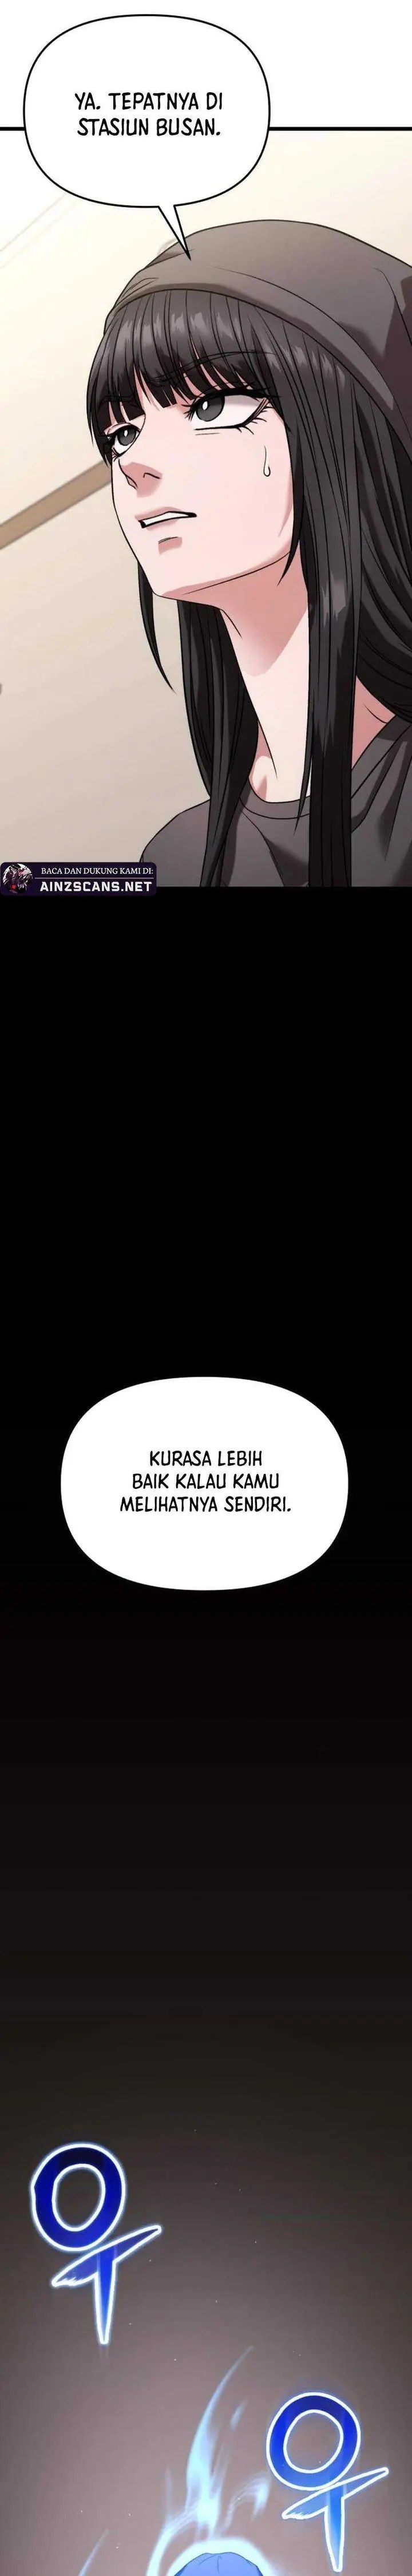 YA. TEPATNYA DI
STASIUN BUSAN.
BACA DAN DUKUNG KAMI DI:
AINZSCANS.NET
KURASA LEBIH
BAIK KALAU KAMU
MELIHATNYA SENDIRI.
우
우